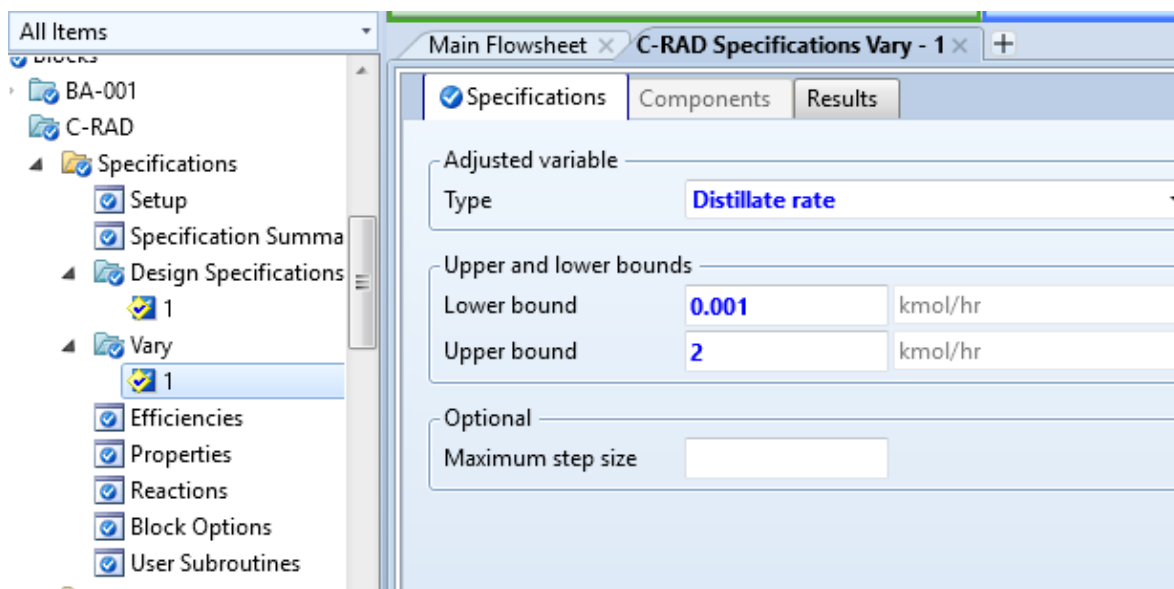 All Items
Blocks
BA-001
C-RAD
Specifications
Setup
Specification Summa
Design Specifications
1
Vary
1
Efficiencies
Properties
Reactions
Block Options
User Subroutines
Main Flowsheet
C-RAD Specifications Vary - 1
Specifications
Components
Results
Adjusted variable
Type
Distillate rate
Upper and lower bounds
Lower bound
0.001
kmol/hr
Upper bound
2
kmol/hr
Optional
Maximum step size